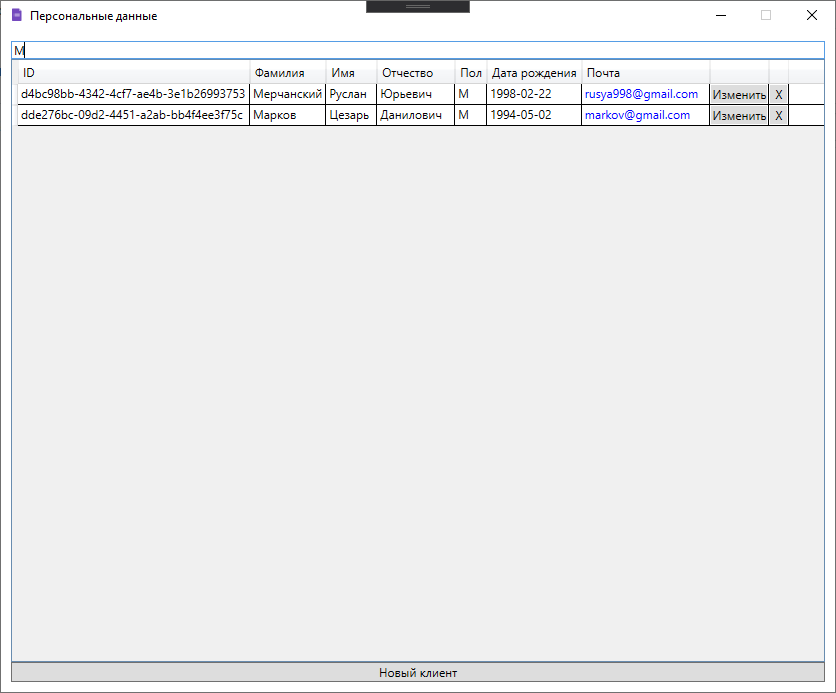 Персональные данные
М
ID Фамилия Имя Отчество Пол Дата рождения Почта
d4bc98bb-4342-4cf7-ae4b-3e1b26993753 Мерчанский Руслан Юрьевич М 1998-02-22 rusya998@gmail.com Изменить X
dde276bc-09d2-4451-a2ab-bb4f4ee3f75c Марков Цезарь Данилович М 1994-05-02 markov@gmail.com Изменить X
Новый клиент